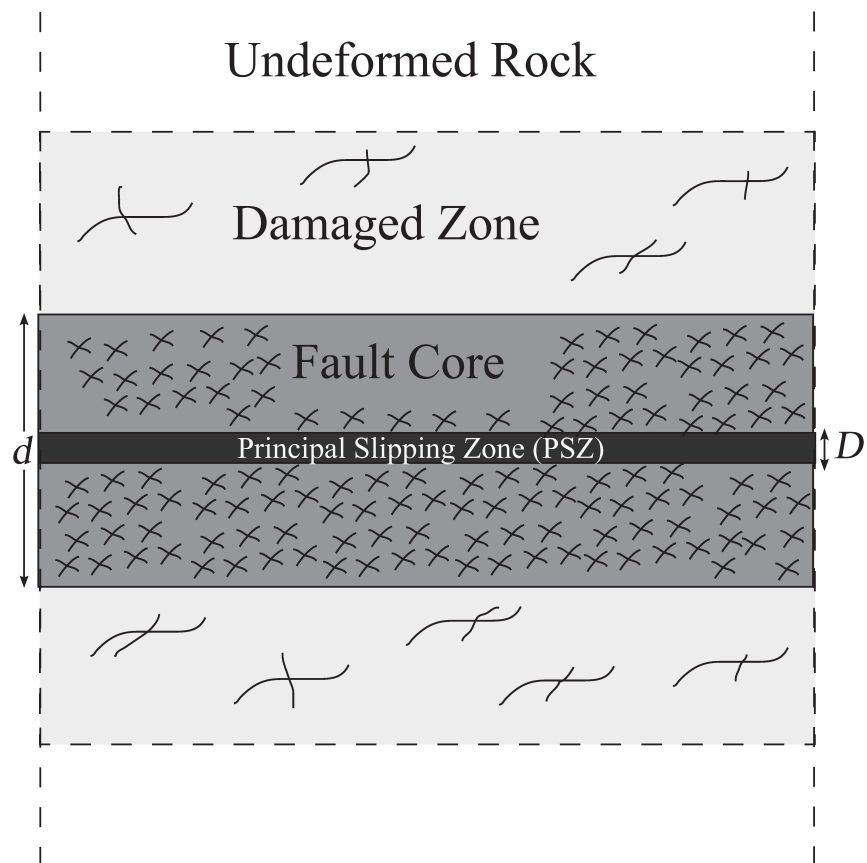 Undeformed Rock
Damaged Zone
Fault Core
Principal Slipping Zone (PSZ)
d
D